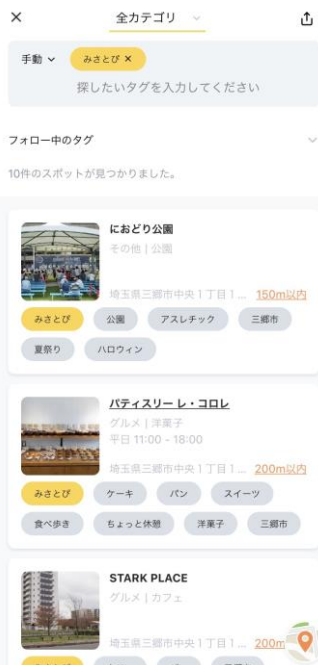 × 全カテゴリ
手動 みさとび ×
探したいタグを入力してください
フォロー中のタグ
10件のスポットが見つかりました。
におどり公園
その他 | 公園
埼玉県三郷市中央1丁目1... 150m以内
みさとび 公園 アスレチック 三郷市
夏祭り ハロウィン
パティスリー レ・コロレ
グルメ | 洋菓子
平日 11:00 - 18:00
埼玉県三郷市中央1丁目1... 200m以内
みさとび ケーキ パン スイーツ
食べ歩き ちょっと休憩 洋菓子 三郷市
STARK PLACE
グルメ | カフェ
埼玉県三郷市中央1丁目1... 200m